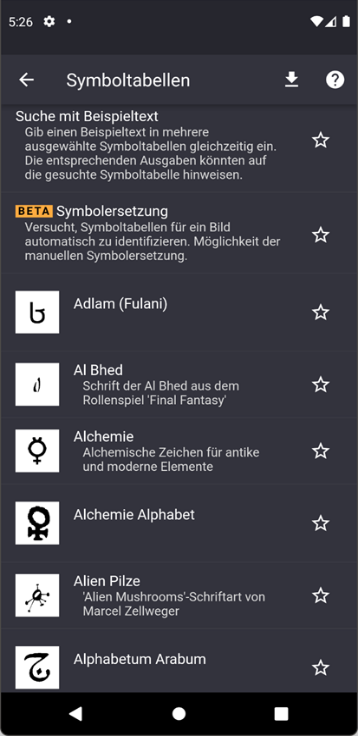 5:26
Symboltabellen
Suche mit Beispieltext
Gib einen Beispieltext in mehrere
ausgewählte Symboltabellen gleichzeitig ein.
Die entsprechenden Ausgaben könnten auf
die gesuchte Symboltabelle hinweisen.
BETA Symbolersetzung
Versucht, Symboltabellen für ein Bild
automatisch zu identifizieren. Möglichkeit der
manuellen Symbolersetzung.
Adlam (Fulani)
Al Bhed
Schrift der Al Bhed aus dem
Rollenspiel 'Final Fantasy'
Alchemie
Alchemische Zeichen für antike
und moderne Elemente
Alchemie Alphabet
Alien Pilze
'Alien Mushrooms'-Schriftart von
Marcel Zellweger
Alphabetum Arabum